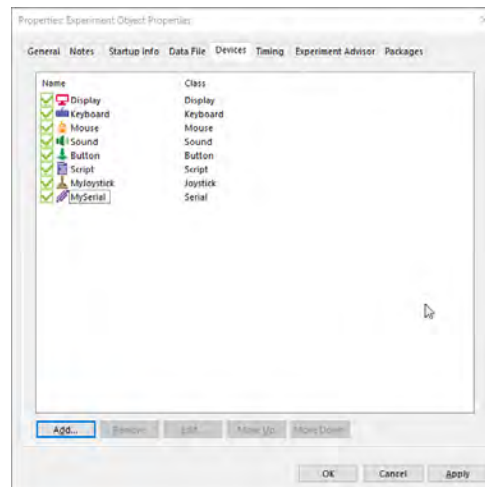 Properties: Experiment Object Properties
General Notes Startup Info Data File Devices Timing Experiment Advisor Packages
Name Class
Display Display
Keyboard Keyboard
Mouse Mouse
Sound Sound
Button Button
Script Script
MyJoystick Joystick
MySerial Serial
Add... Remove Edit... Move Up Move Down
OK Cancel Apply